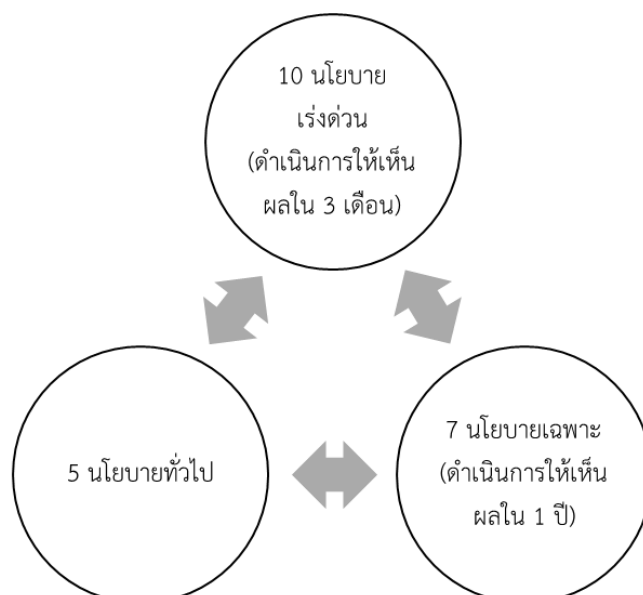 10 นโยบาย
เร่งด่วน
(ดำเนินการให้เห็น
ผลใน 3 เดือน)
5 นโยบายทั่วไป
7 นโยบายเฉพาะ
(ดำเนินการให้เห็น
ผลใน 1 ปี)